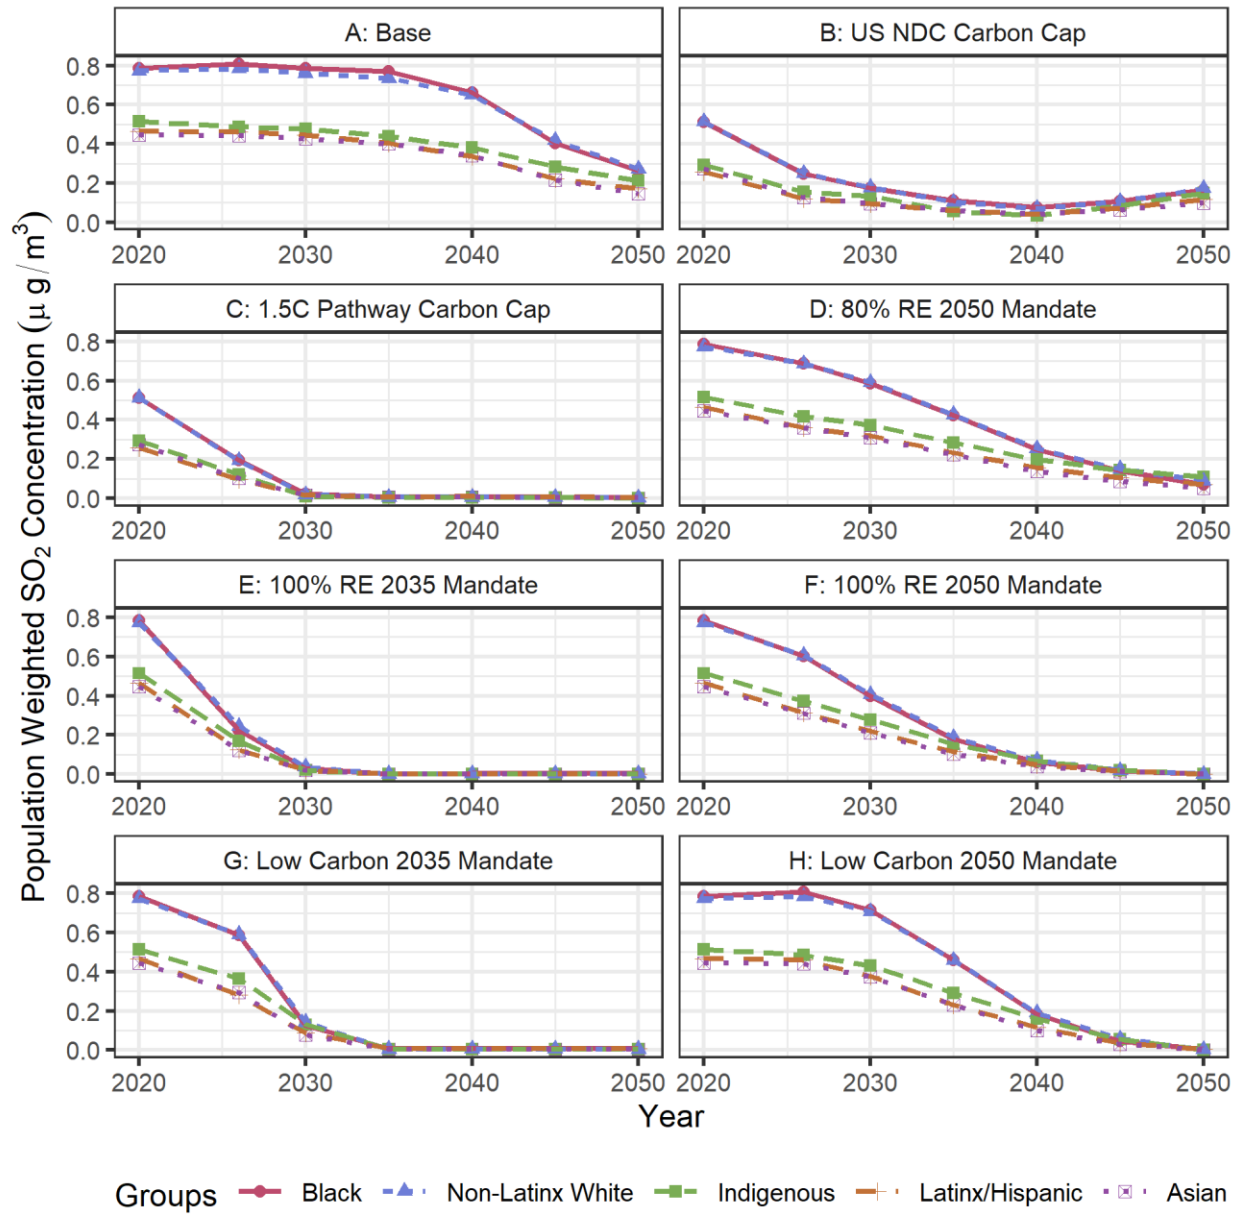 A: Base
B: US NDC Carbon Cap
0.8
0.6
0.4
0.2
0.0
2020 2030 2040 2050 2020 2030 2040 2050
C: 1.5C Pathway Carbon Cap
D: 80% RE 2050 Mandate
0.8
0.6
0.4
0.2
0.0
2020 2030 2040 2050 2020 2030 2040 2050
E: 100% RE 2035 Mandate
F: 100% RE 2050 Mandate
0.8
0.6
0.4
0.2
0.0
2020 2030 2040 2050 2020 2030 2040 2050
G: Low Carbon 2035 Mandate
H: Low Carbon 2050 Mandate
0.8
0.6
0.4
0.2
0.0
2020 2030 2040 2050 2020 2030 2040 2050
Population Weighted SO₂ Concentration (μ g / m³)
Year
Groups Black Non-Latinx White Indigenous Latinx/Hispanic Asian